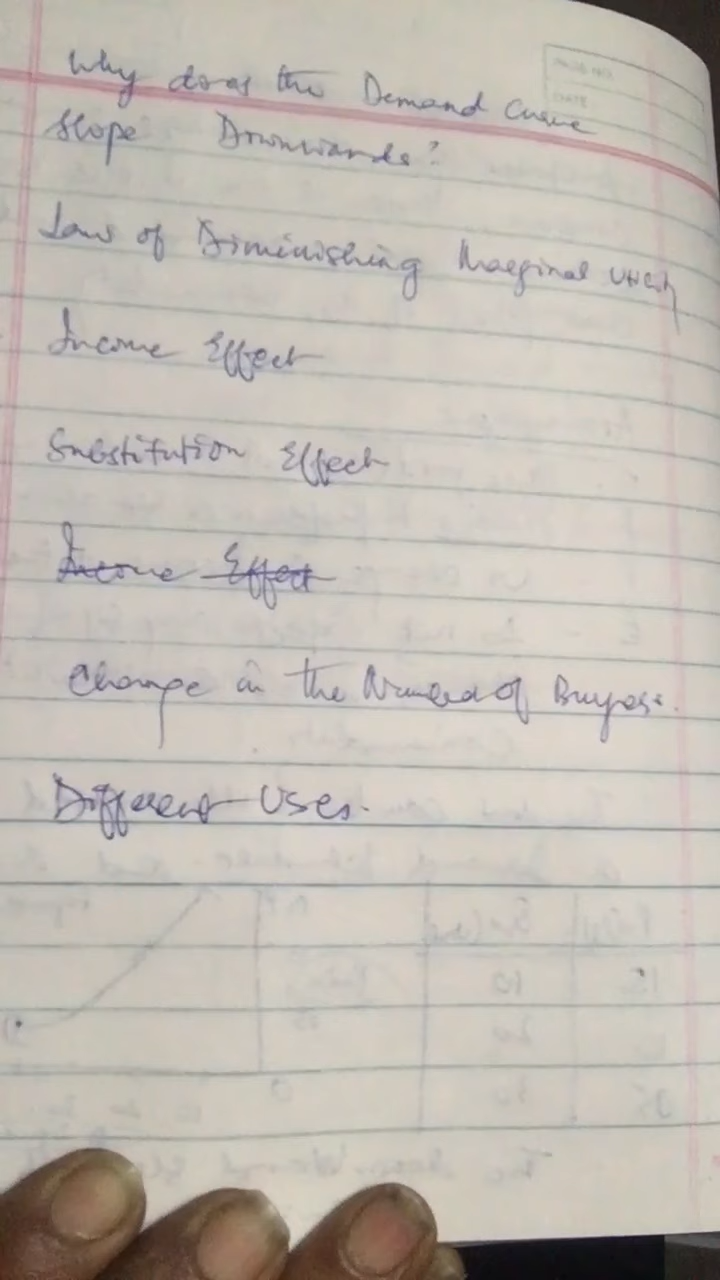 Why does the Demand Curve
Slope Downwards?
Law of Diminishing Marginal Utility
Income Effect
Substitution Effect
Income Effect
Change in the Number of Buyers.
Different Uses.